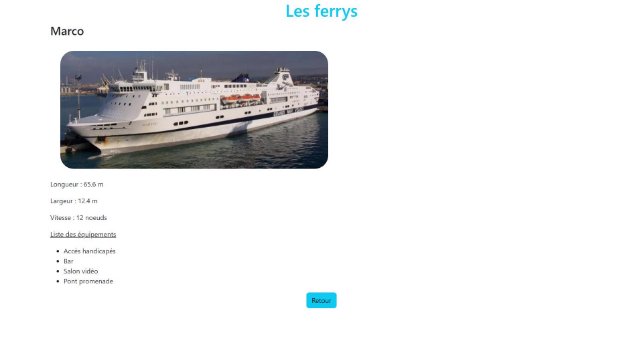 Les ferrys
Marco
Longueur : 65.6 m
Largeur : 12.4 m
Vitesse : 12 noeuds
Liste des équipements
Accès handicapés
Bar
Salon vidéo
Pont promenade
Retour